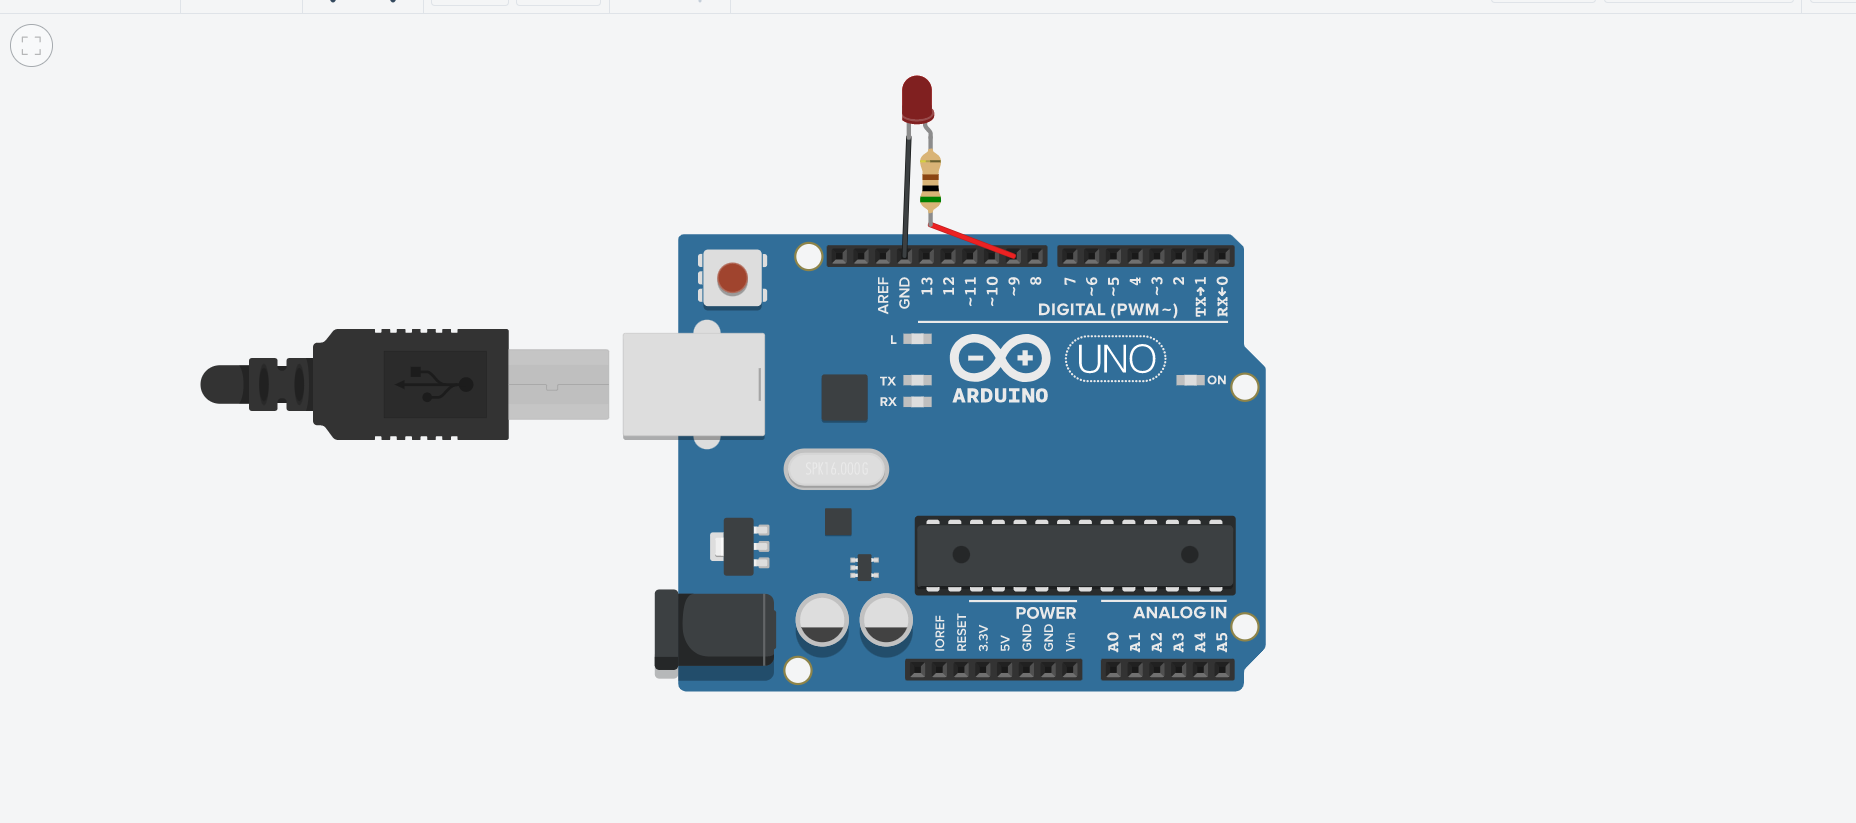 AREF
GND
13
12
~11
~10
~9
8
7
~6
~5
4
~3
2
TX→1
RX←0
DIGITAL (PWM~)
L
TX
RX
UNO
ARDUINO
ON
SPK16.000G
POWER
ANALOG IN
IOREF
RESET
3.3V
5V
GND
GND
Vin
A0
A1
A2
A3
A4
A5